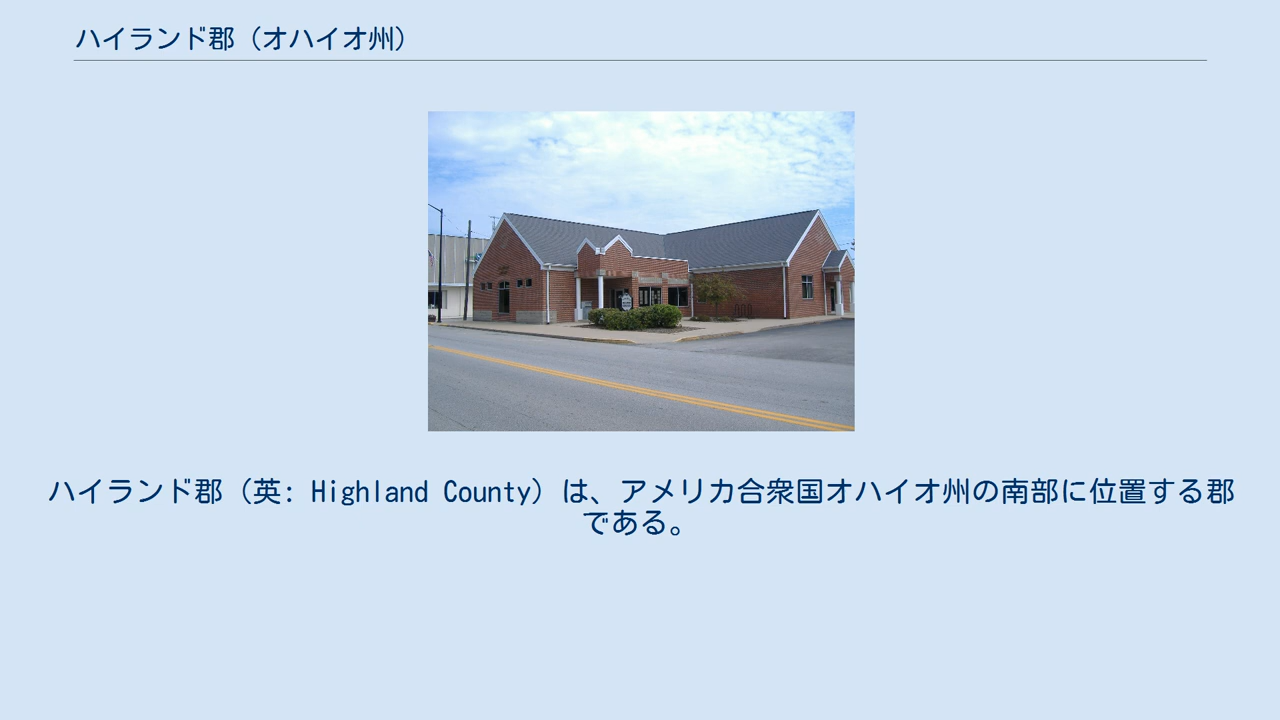 ハイランド郡（オハイオ州）
ハイランド郡（英: Highland County）は、アメリカ合衆国オハイオ州の南部に位置する郡
である。